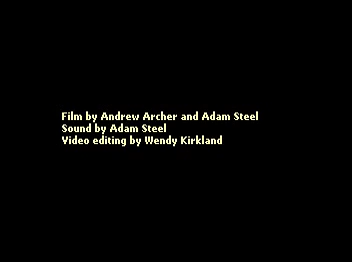 Film by Andrew Archer and Adam Steel
Sound by Adam Steel
Video editing by Wendy Kirkland